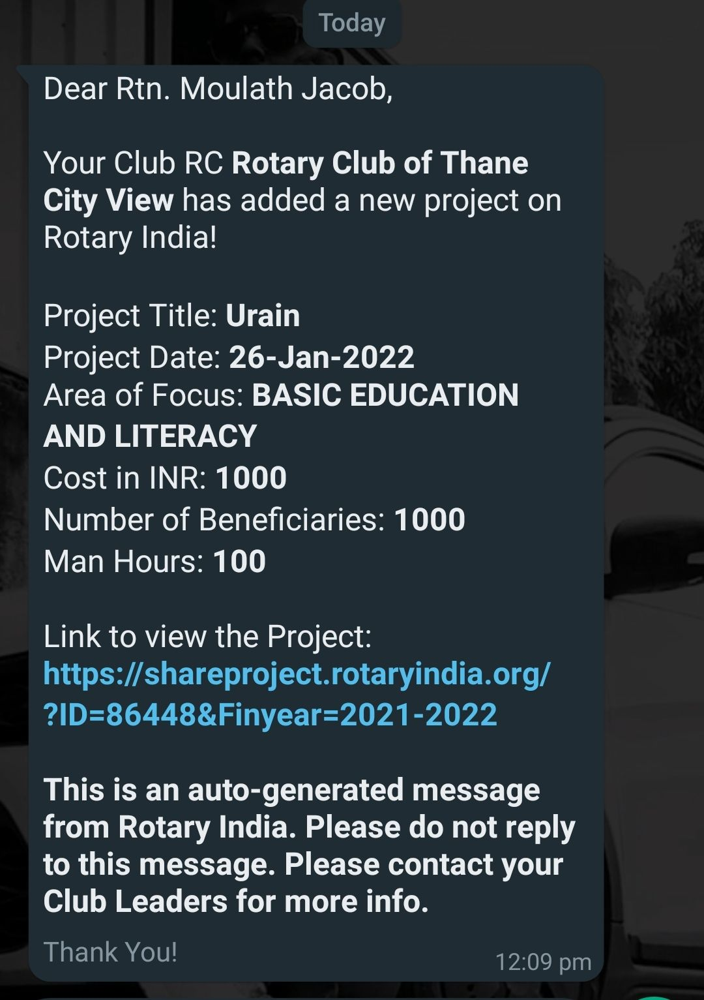 Today
Dear Rtn. Moulath Jacob,
Your Club RC Rotary Club of Thane
City View has added a new project on
Rotary India!
Project Title: Urain
Project Date: 26-Jan-2022
Area of Focus: BASIC EDUCATION
AND LITERACY
Cost in INR: 1000
Number of Beneficiaries: 1000
Man Hours: 100
Link to view the Project:
https://shareproject.rotaryindia.org/
?ID=86448&Finyear=2021-2022
This is an auto-generated message
from Rotary India. Please do not reply
to this message. Please contact your
Club Leaders for more info.
Thank You!
12:09 pm